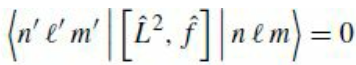 ⟨n′ ℓ′ m′ | [L̂², f̂] | n ℓ m⟩ = 0